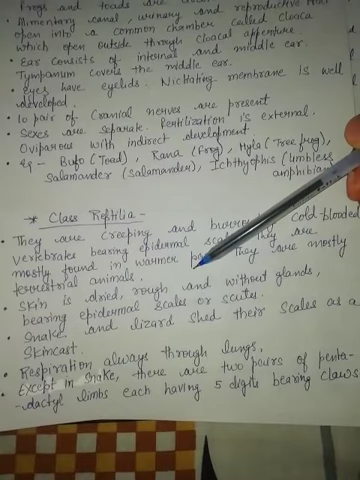 Frogs and toads are
Alimentary canal, urinary and reproductive tract
open into a common chamber called cloaca
which open outside through cloacal apperture.
• Ear consists of internal and middle ear.
Tympanum covers the middle ear.
• Eyes have eyelids. Nictitating membrane is well
developed.
• 10 pair of Cranial nerves are present
• Sexes are separate. Fertilization is external.
Oviparous with indirect development.
• Eg - Bufo (Toad), Rana (Frog), Hyla (Tree frog),
Salamander (Salamander), Icthyophis (limbless
amphibian
* Class Reptilia -
• They are creeping and cold blooded
vertebrates bearing epidermal They are
mostly found in warmer They are mostly
terrestrial animals.
• Skin is dried, rough and without glands,
bearing epidermal scales or scutes.
• Snake and lizard shed their scales as a
Skincast.
• Respiration always through lungs.
• Except in snake, there are two pairs of penta-
-dactyl limbs each having 5 digits bearing claws